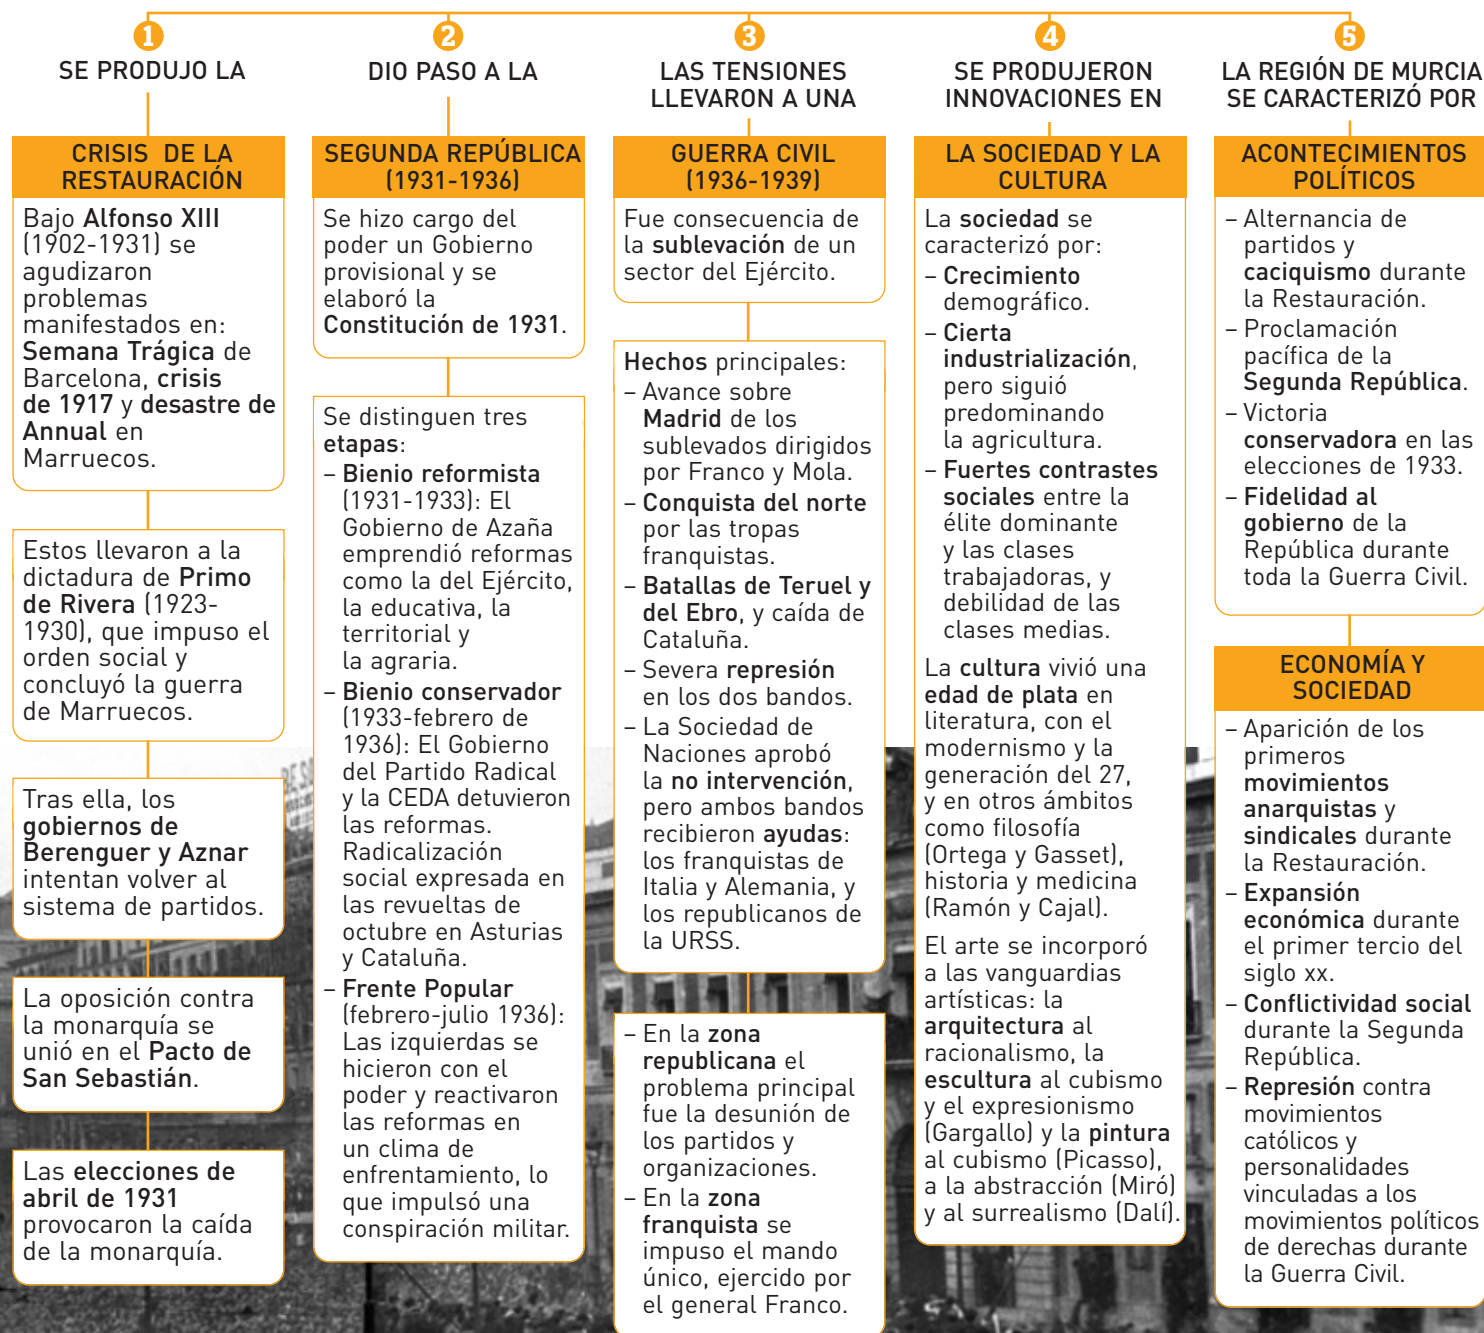 1
SE PRODUJO LA
CRISIS DE LA
RESTAURACIÓN
Bajo Alfonso XIII
(1902-1931) se
agudizaron
problemas
manifestados en:
Semana Trágica de
Barcelona, crisis
de 1917 y desastre de
Annual en
Marruecos.
Estos llevaron a la
dictadura de Primo
de Rivera (1923-
1930), que impuso el
orden social y
concluyó la guerra
de Marruecos.
Tras ella, los
gobiernos de
Berenguer y Aznar
intentan volver al
sistema de partidos.
La oposición contra
la monarquía se
unió en el Pacto de
San Sebastián.
Las elecciones de
abril de 1931
provocaron la caída
de la monarquía.
2
DIO PASO A LA
SEGUNDA REPÚBLICA
(1931-1936)
Se hizo cargo del
poder un Gobierno
provisional y se
elaboró la
Constitución de 1931.
Se distinguen tres
etapas:
– Bienio reformista
(1931-1933): El
Gobierno de Azaña
emprendió reformas
como la del Ejército,
la educativa, la
territorial y
la agraria.
– Bienio conservador
(1933-febrero de
1936): El Gobierno
del Partido Radical
y la CEDA detuvieron
las reformas.
Radicalización
social expresada en
las revueltas de
octubre en Asturias
y Cataluña.
– Frente Popular
(febrero-julio 1936):
Las izquierdas se
hicieron con el
poder y reactivaron
las reformas en
un clima de
enfrentamiento, lo
que impulsó una
conspiración militar.
3
LAS TENSIONES
LLEVARON A UNA
GUERRA CIVIL
(1936-1939)
Fue consecuencia de
la sublevación de un
sector del Ejército.
Hechos principales:
– Avance sobre
Madrid de los
sublevados dirigidos
por Franco y Mola.
– Conquista del norte
por las tropas
franquistas.
– Batallas de Teruel y
del Ebro, y caída de
Cataluña.
– Severa represión
en los dos bandos.
– La Sociedad de
Naciones aprobó
la no intervención,
pero ambos bandos
recibieron ayudas:
los franquistas de
Italia y Alemania, y
los republicanos de
la URSS.
– En la zona
republicana el
problema principal
fue la desunión de
los partidos y
organizaciones.
– En la zona
franquista se
impuso el mando
único, ejercido por
el general Franco.
4
SE PRODUJERON
INNOVACIONES EN
LA SOCIEDAD Y LA
CULTURA
La sociedad se
caracterizó por:
– Crecimiento
demográfico.
– Cierta
industrialización,
pero siguió
predominando
la agricultura.
– Fuertes contrastes
sociales entre la
élite dominante
y las clases
trabajadoras, y
debilidad de las
clases medias.
La cultura vivió una
edad de plata en
literatura, con el
modernismo y la
generación del 27,
y en otros ámbitos
como filosofía
(Ortega y Gasset),
historia y medicina
(Ramón y Cajal).
El arte se incorporó
a las vanguardias
artísticas: la
arquitectura al
racionalismo, la
escultura al cubismo
y el expresionismo
(Gargallo) y la pintura
al cubismo (Picasso),
a la abstracción (Miró)
y al surrealismo (Dalí).
5
LA REGIÓN DE MURCIA
SE CARACTERIZÓ POR
ACONTECIMIENTOS
POLÍTICOS
– Alternancia de
partidos y
caciquismo durante
la Restauración.
– Proclamación
pacífica de la
Segunda República.
– Victoria
conservadora en las
elecciones de 1933.
– Fidelidad al
gobierno de la
República durante
toda la Guerra Civil.
ECONOMÍA Y
SOCIEDAD
– Aparición de los
primeros
movimientos
anarquistas y
sindicales durante
la Restauración.
– Expansión
económica durante
el primer tercio del
siglo xx.
– Conflictividad social
durante la Segunda
República.
– Represión contra
movimientos
católicos y
personalidades
vinculadas a los
movimientos políticos
de derechas durante
la Guerra Civil.